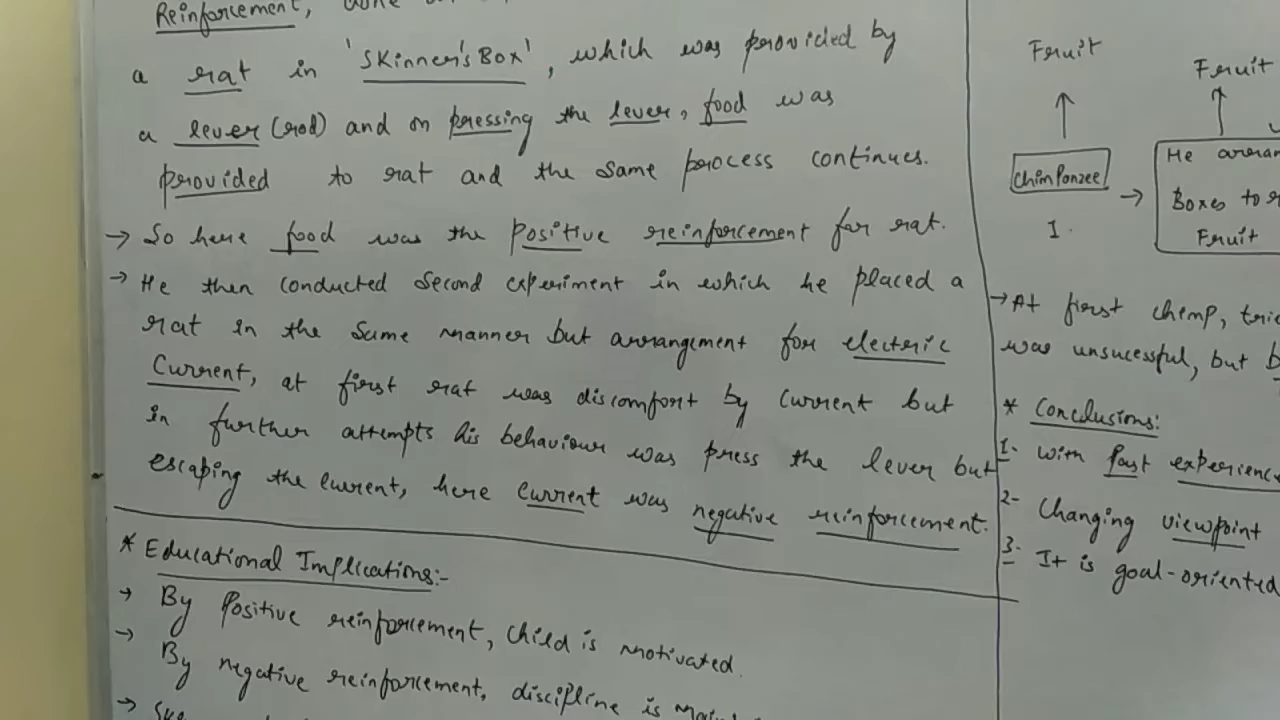 Reinforcement,
a rat in 'Skinner's Box', which was provided by
a lever (rod) and on pressing the lever, food was
provided to rat and the same process continues.
→ So here food was the positive reinforcement for rat.
→ He then conducted second experiment in which he placed a
rat in the same manner but arrangement for electric
Current, at first rat was discomfort by current but
in further attempts his behaviour was press the lever but
escaping the current, here current was negative reinforcement.
* Educational Implications:-
→ By Positive reinforcement, child is motivated.
→ By negative reinforcement, discipline is
→
Fruit
Fruit
Chimponzee
→
He
Boxes to
Fruit
I.
→ At first chimp,
was unsucessful, but
* Conclusions:
1. With Past
2- Changing viewpoint
3- It is goal-oriented